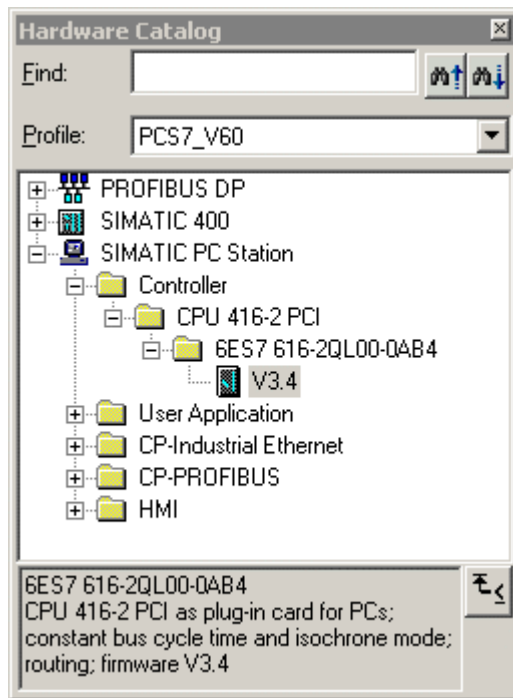 Hardware Catalog
Find:
Profile: PCS7_V60
PROFIBUS DP
SIMATIC 400
SIMATIC PC Station
Controller
CPU 416-2 PCI
6ES7 616-2QL00-0AB4
V3.4
User Application
CP-Industrial Ethernet
CP-PROFIBUS
HMI
6ES7 616-2QL00-0AB4
CPU 416-2 PCI as plug-in card for PCs;
constant bus cycle time and isochrone mode;
routing; firmware V3.4